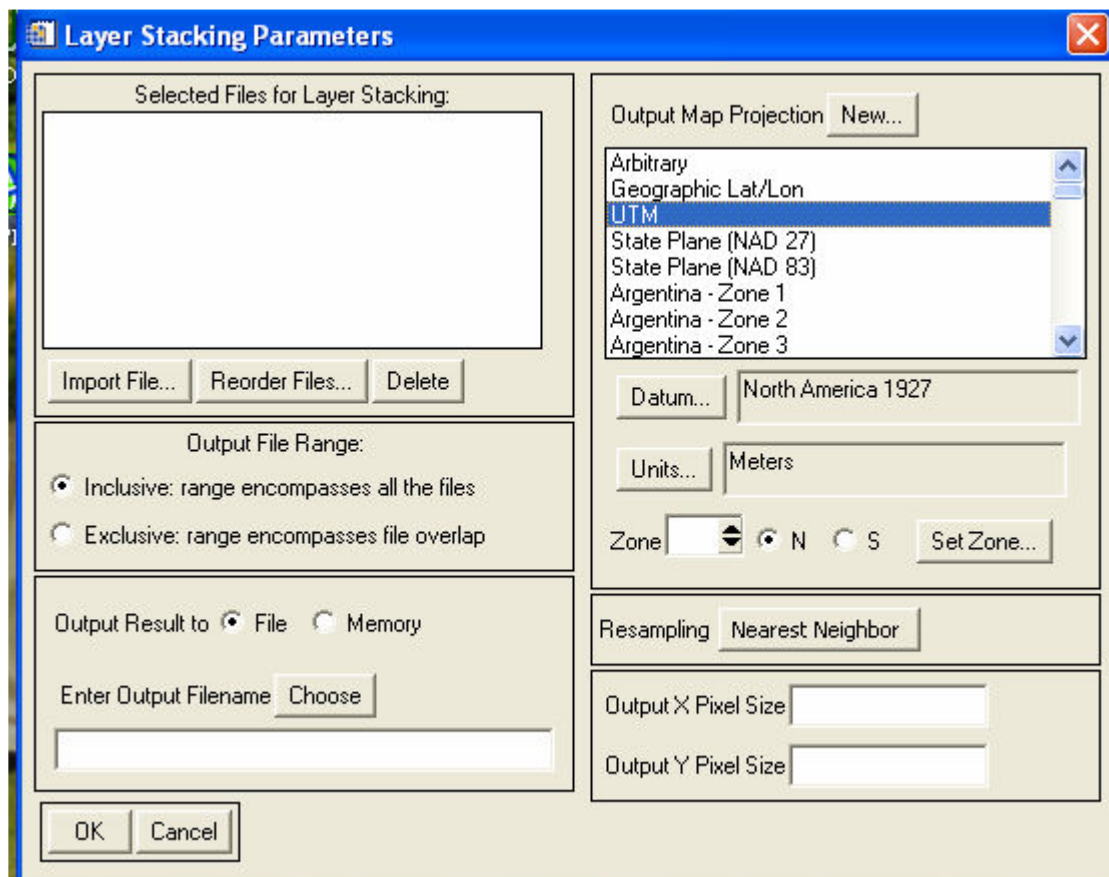 Layer Stacking Parameters
Selected Files for Layer Stacking:
Import File...
Reorder Files...
Delete
Output File Range:
Inclusive: range encompasses all the files
Exclusive: range encompasses file overlap
Output Result to File Memory
Enter Output Filename Choose
OK
Cancel
Output Map Projection New...
Arbitrary
Geographic Lat/Lon
UTM
State Plane (NAD 27)
State Plane (NAD 83)
Argentina - Zone 1
Argentina - Zone 2
Argentina - Zone 3
Datum... North America 1927
Units... Meters
Zone N S Set Zone...
Resampling Nearest Neighbor
Output X Pixel Size
Output Y Pixel Size